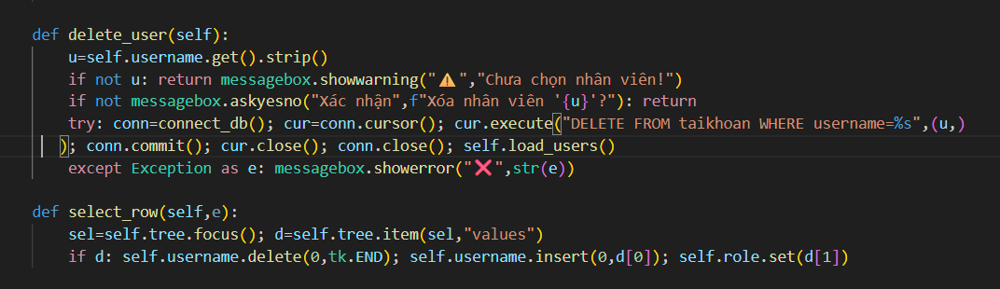 def delete_user(self):
    u=self.username.get().strip()
    if not u: return messagebox.showwarning("⚠️","Chưa chọn nhân viên!")
    if not messagebox.askyesno("Xác nhận",f"Xóa nhân viên '{u}'?"): return
    try: conn=connect_db(); cur=conn.cursor(); cur.execute("DELETE FROM taikhoan WHERE username=%s",(u,)
    ); conn.commit(); cur.close(); conn.close(); self.load_users()
    except Exception as e: messagebox.showerror("❌",str(e))

def select_row(self,e):
    sel=self.tree.focus(); d=self.tree.item(sel,"values")
    if d: self.username.delete(0,tk.END); self.username.insert(0,d[0]); self.role.set(d[1])